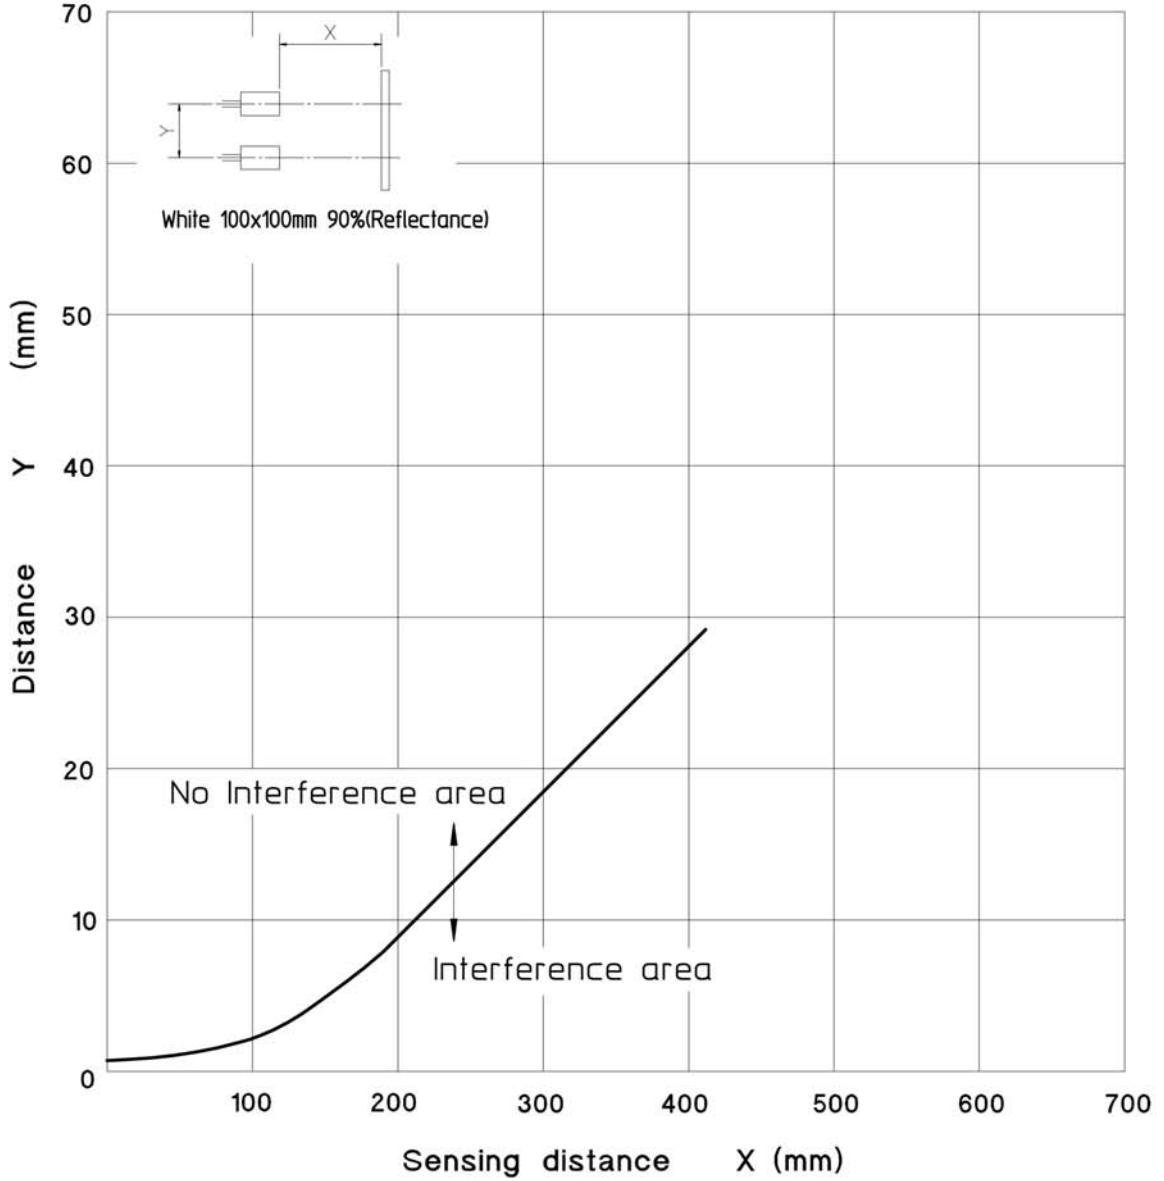 70
X
Y
60
White 100x100mm 90%(Reflectance)
50
40
30
20
No Interference area
10
Interference area
0
Distance Y (mm)
100 200 300 400 500 600 700
Sensing distance X (mm)